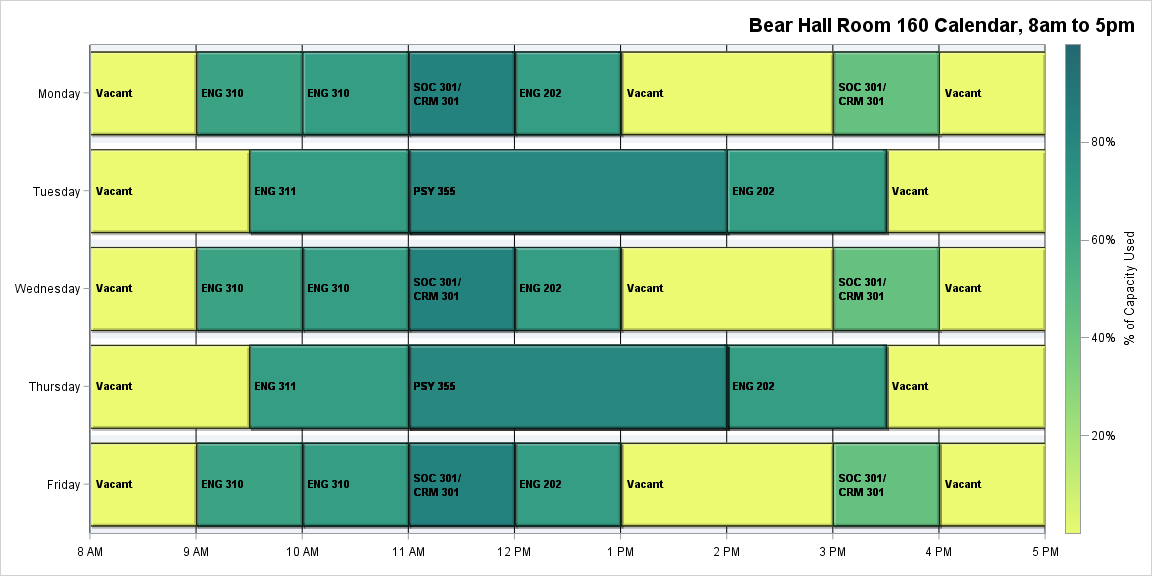 Bear Hall Room 160 Calendar, 8am to 5pm
Monday
Vacant
ENG 310
ENG 310
SOC 301/
CRM 301
ENG 202
Vacant
SOC 301/
CRM 301
Vacant
Tuesday
Vacant
ENG 311
PSY 355
ENG 202
Vacant
Wednesday
Vacant
ENG 310
ENG 310
SOC 301/
CRM 301
ENG 202
Vacant
SOC 301/
CRM 301
Vacant
Thursday
Vacant
ENG 311
PSY 355
ENG 202
Vacant
Friday
Vacant
ENG 310
ENG 310
SOC 301/
CRM 301
ENG 202
Vacant
SOC 301/
CRM 301
Vacant
8 AM
9 AM
10 AM
11 AM
12 PM
1 PM
2 PM
3 PM
4 PM
5 PM
80%
60%
40%
20%
% of Capacity Used